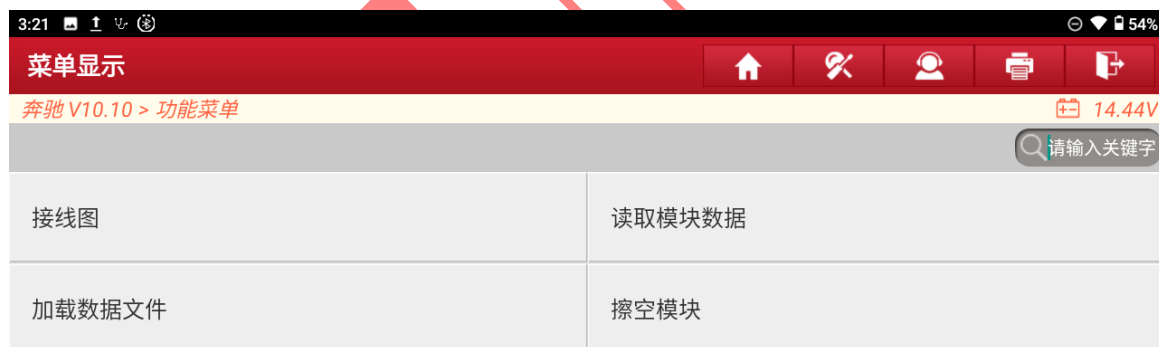 3:21 54%
菜单显示
奔驰 V10.10 > 功能菜单 14.44V
请输入关键字
接线图 读取模块数据
加载数据文件 擦空模块